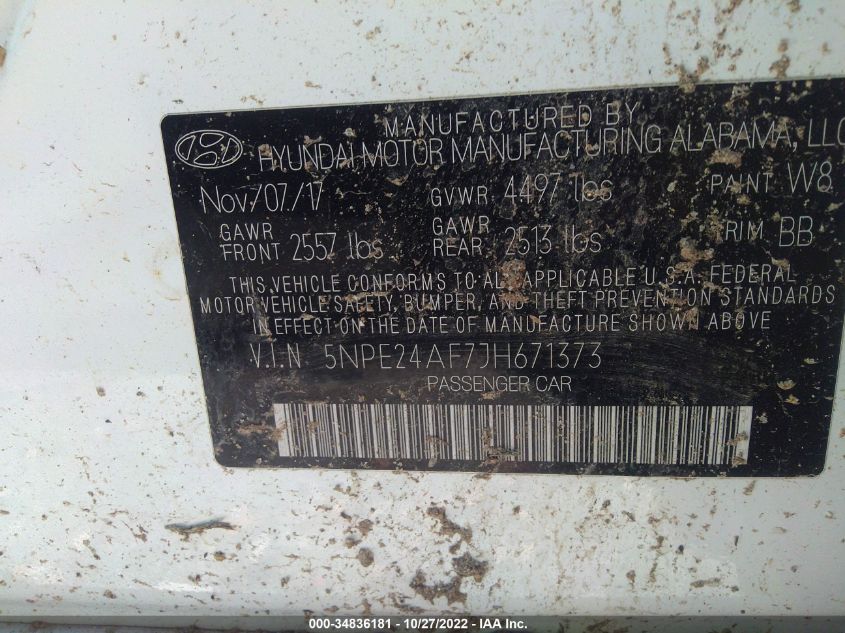 MANUFACTURED BY
HYUNDAI MOTOR MANUFACTURING ALABAMA, LLC
Nov/07/17 GVWR: 4497 lbs PAINT W8
GAWR FRONT 2557 lbs GAWR REAR: 2513 lbs TRIM: BB
THIS VEHICLE CONFORMS TO ALL APPLICABLE U.S.A. FEDERAL
MOTOR VEHICLE SAFETY, BUMPER, AND THEFT PREVENTION STANDARDS
IN EFFECT ON THE DATE OF MANUFACTURE SHOWN ABOVE
V.I.N 5NPE24AF7JH671373
PASSENGER CAR
000-34836181 - 10/27/2022 - IAA Inc.